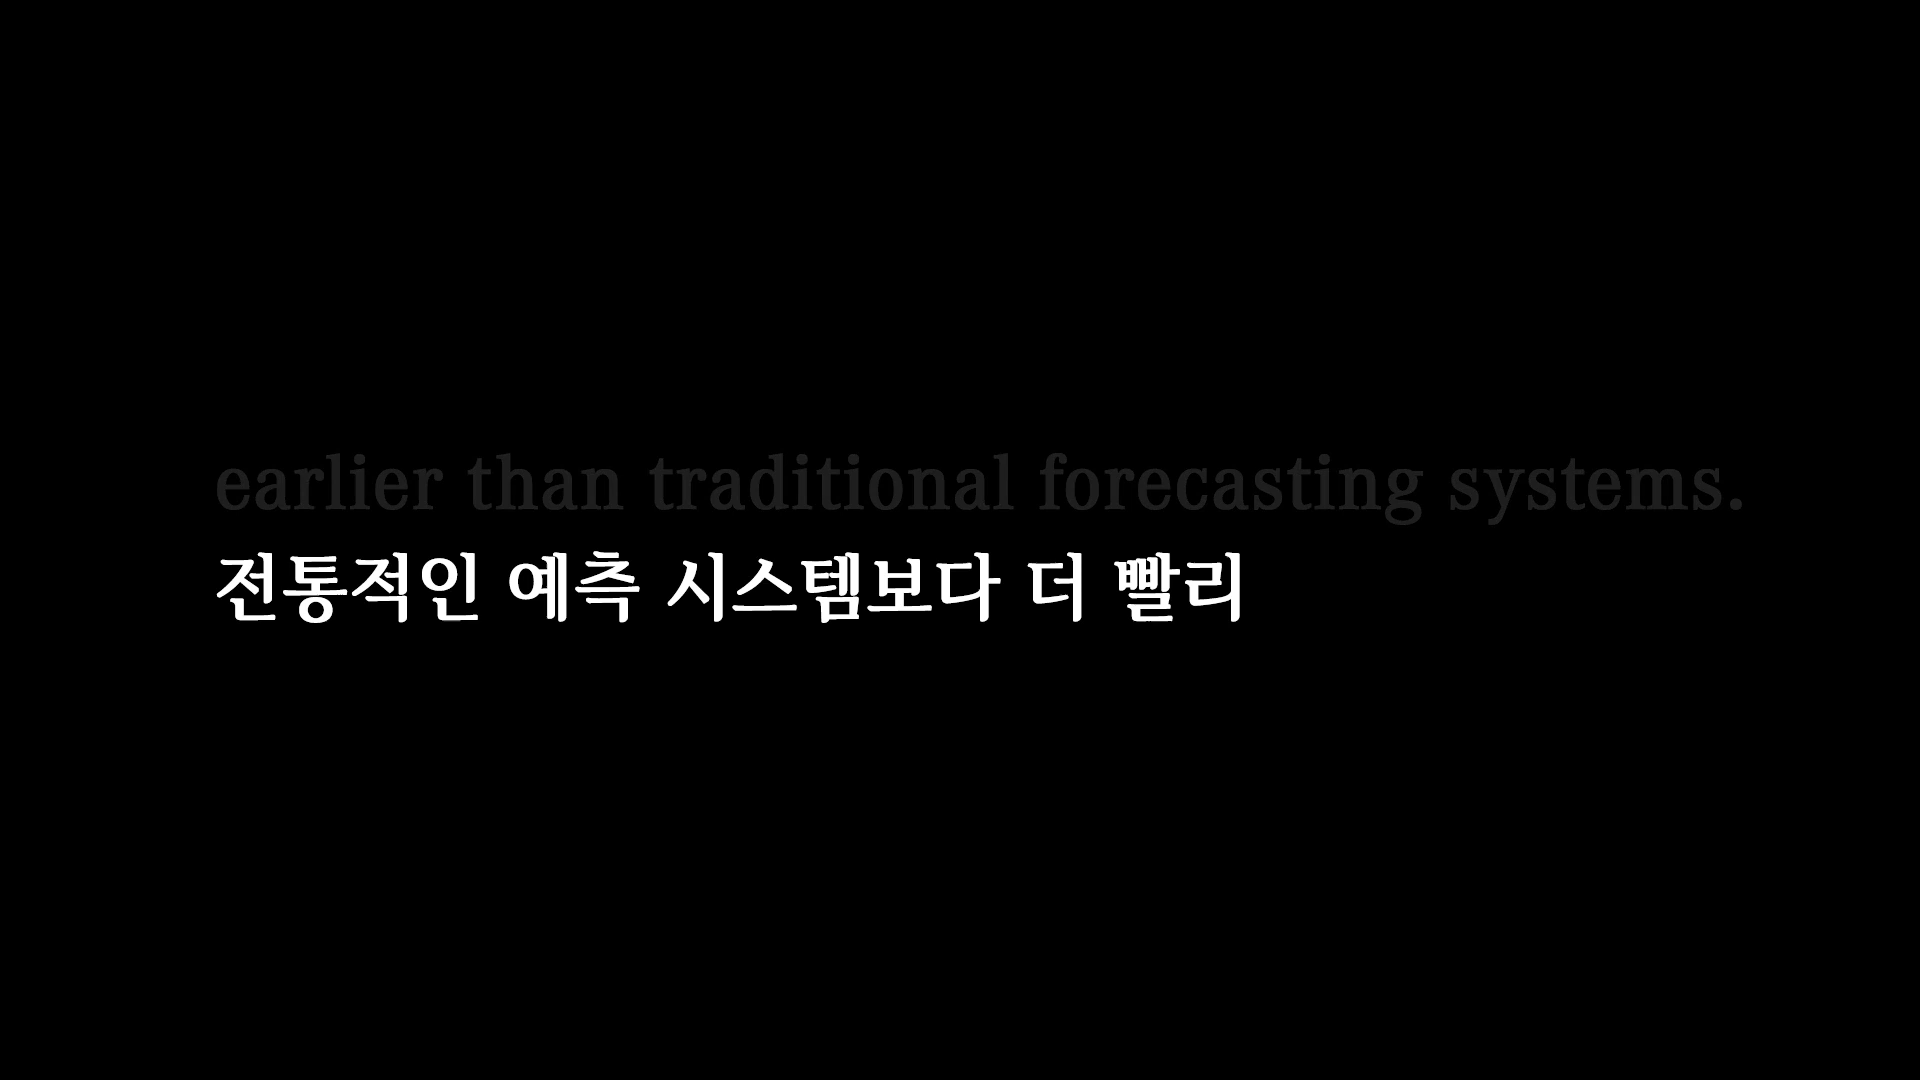 earlier than traditional forecasting systems.
전통적인 예측 시스템보다 더 빨리